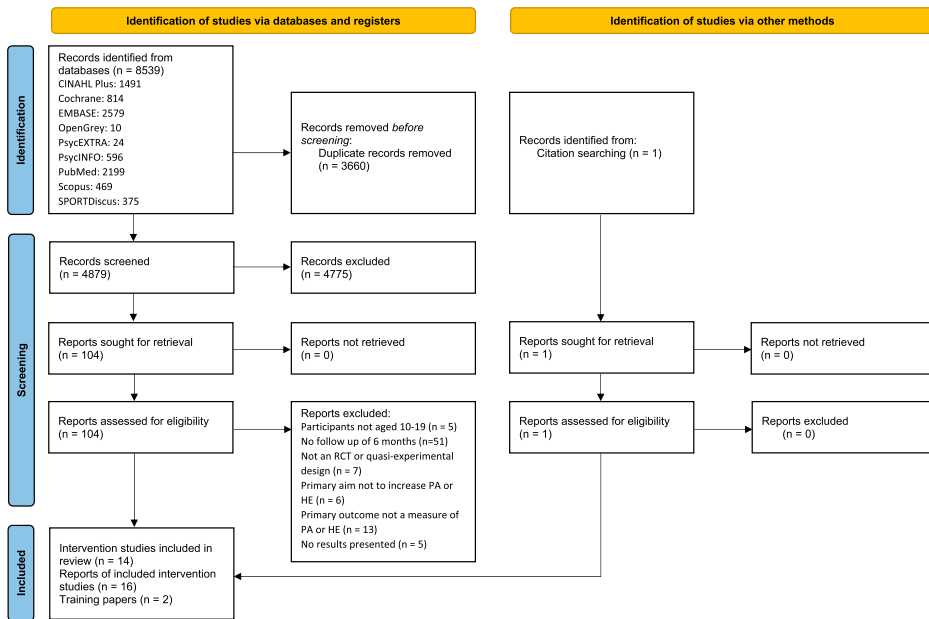 Identification of studies via databases and registers
Identification of studies via other methods
Identification
Records identified from
databases (n = 8539)
CINAHL Plus: 1491
Cochrane: 814
EMBASE: 2579
OpenGrey: 10
PsycEXTRA: 24
PsycINFO: 596
PubMed: 2199
Scopus: 469
SPORTDiscus: 375
Records removed before
screening:
Duplicate records removed
(n = 3660)
Records identified from:
Citation searching (n = 1)
Screening
Records screened
(n = 4879)
Records excluded
(n = 4775)
Reports sought for retrieval
(n = 104)
Reports not retrieved
(n = 0)
Reports sought for retrieval
(n = 1)
Reports not retrieved
(n = 0)
Reports assessed for eligibility
(n = 104)
Reports excluded:
Participants not aged 10-19 (n = 5)
No follow up of 6 months (n=51)
Not an RCT or quasi-experimental
design (n = 7)
Primary aim not to increase PA or
HE (n = 6)
Primary outcome not a measure of
PA or HE (n = 13)
No results presented (n = 5)
Reports assessed for eligibility
(n = 1)
Reports excluded
(n = 0)
Included
Intervention studies included in
review (n = 14)
Reports of included intervention
studies (n = 16)
Training papers (n = 2)